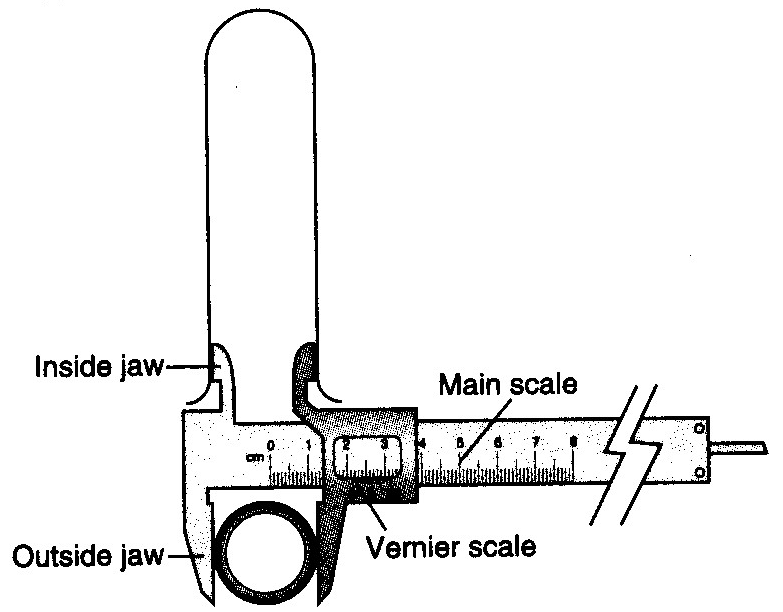 Inside jaw
Main scale
cm 0 1 2 3 4 5 6 7 8
Vernier scale
Outside jaw